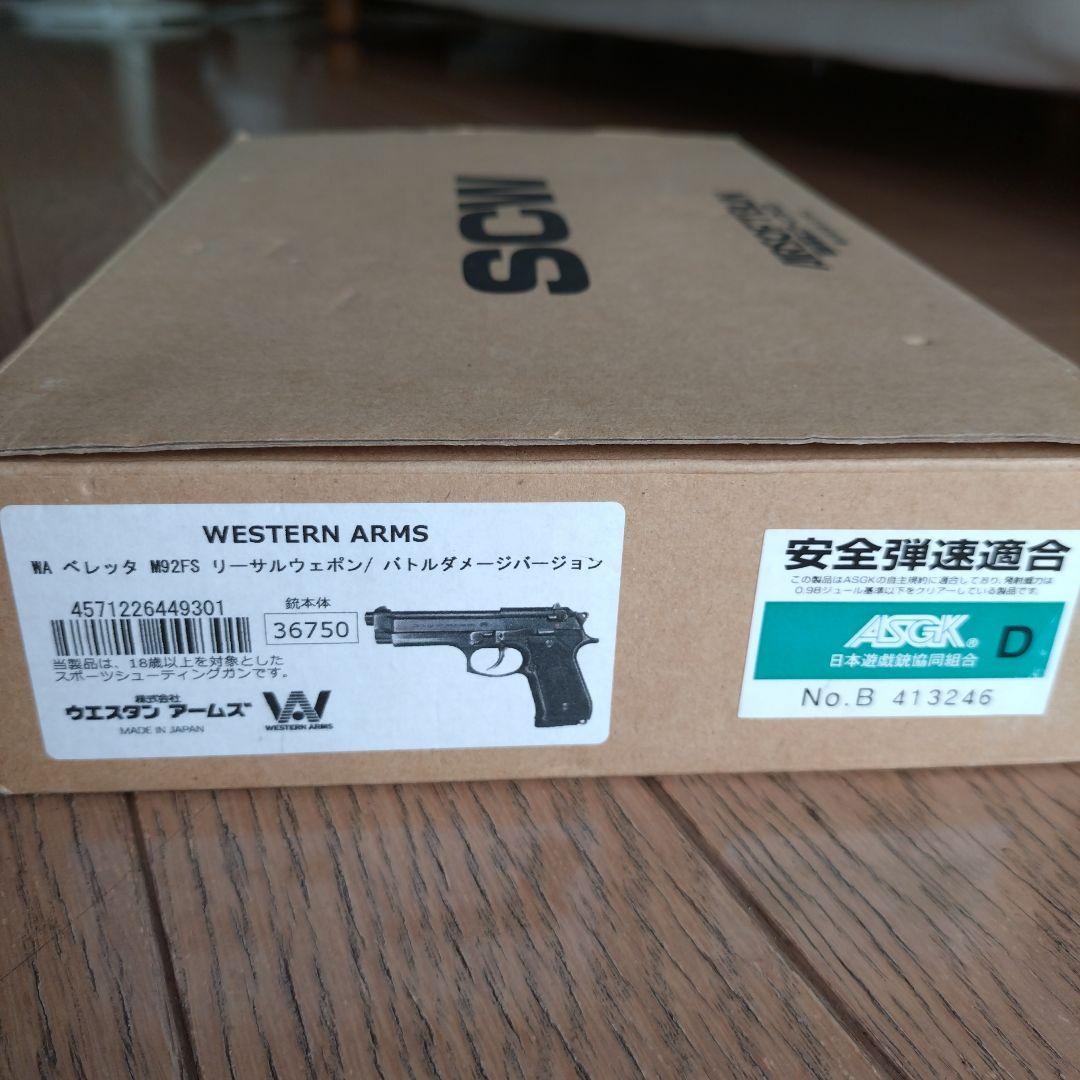 SCW
WESTERN ARMS
WA ベレッタ M92FS リーサルウェポン/ バトルダメージバージョン
4571226449301
銃本体
36750
当製品は、18歳以上を対象とした
スポーツシューティングガンです。
株式会社
ウエスタン アームズ
MADE IN JAPAN
WESTERN ARMS
安全弾速適合
この製品はASGKの自主規約に適合しており、発射威力は
0.98ジュール基準以下をクリアーしている製品です。
ASGK®
D
日本遊戯銃協同組合
No.B 413246